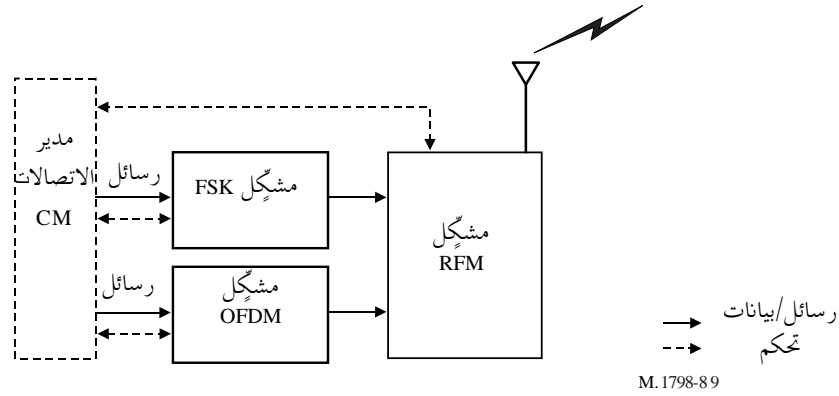 مدير
الاتصالات
CM
رسائل
مشكِّل FSK
رسائل
مشكِّل
OFDM
مشكِّل
RFM
رسائل/بيانات
تحكم
M.1798-89